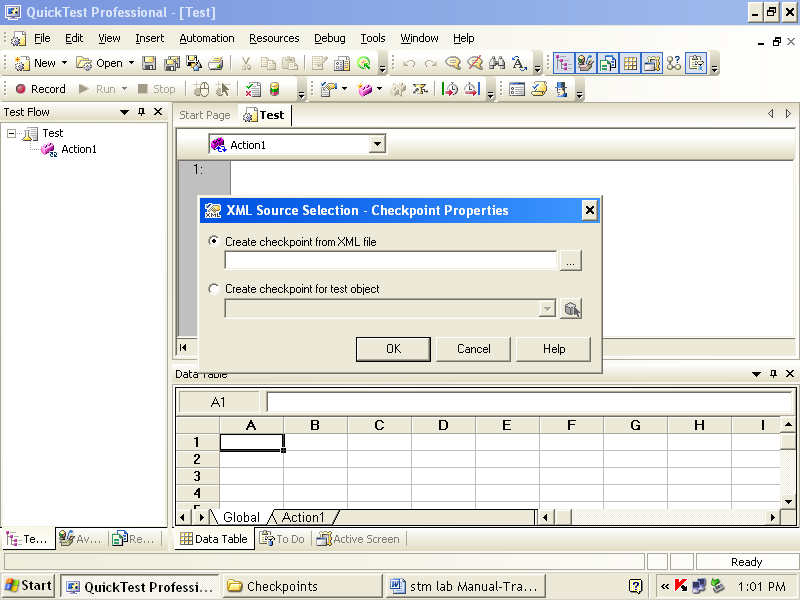 QuickTest Professional - [Test]
File Edit View Insert Automation Resources Debug Tools Window Help
New Open
Record Run Stop
Test Flow
Start Page Test
Test
Action1
Action1
1:
XML Source Selection - Checkpoint Properties
Create checkpoint from XML file
...
Create checkpoint for test object
OK Cancel Help
Data Table
A1
A B C D E F G H I
1
2
3
4
5
Global Action1
Te... Av... Re... Data Table To Do Active Screen
Ready
Start QuickTest Professi... Checkpoints stm lab Manual-Tra... ? « 1:01 PM